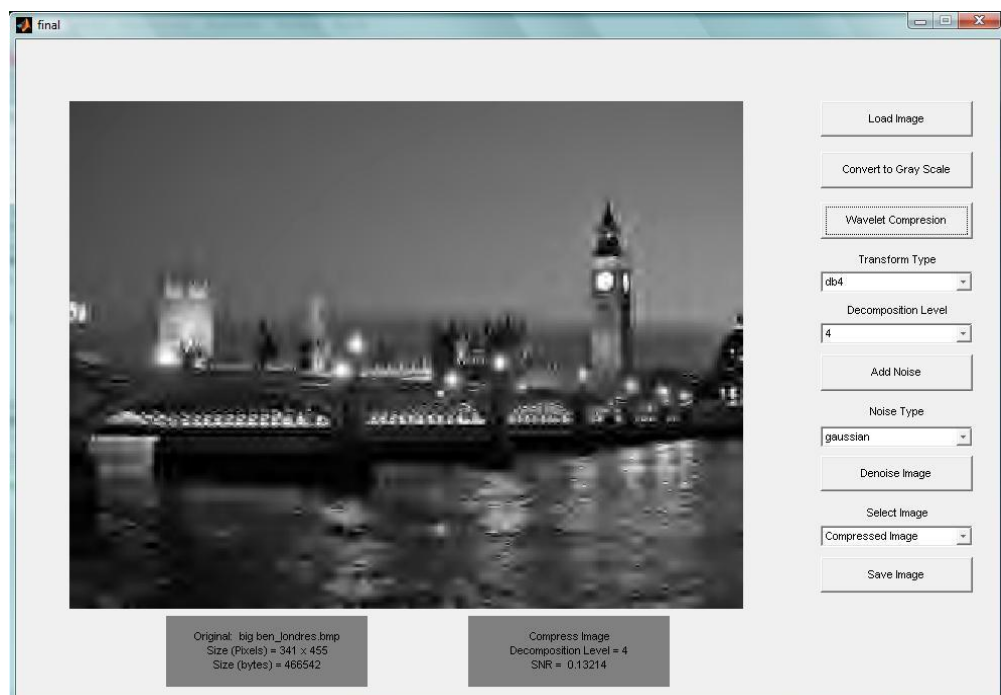 final
Load Image
Convert to Gray Scale
Wavelet Compresion
Transform Type
db4
Decomposition Level
4
Add Noise
Noise Type
gaussian
Denoise Image
Select Image
Compressed Image
Save Image
Original: big ben_londres.bmp
Size (Pixels) = 341 x 455
Size (bytes) = 466542
Compress Image
Decomposition Level = 4
SNR = 0.13214